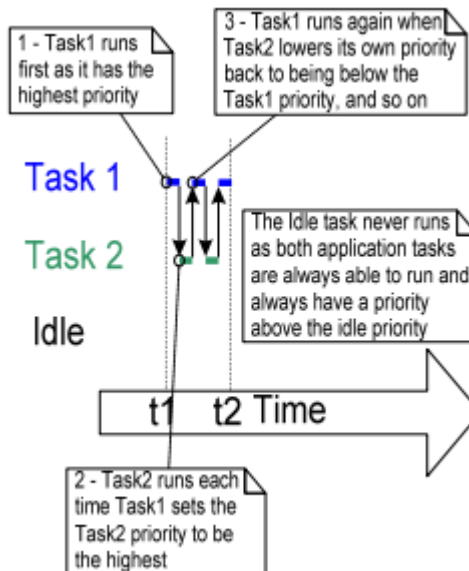 1 - Task1 runs
first as it has the
highest priority
3 - Task1 runs again when
Task2 lowers its own priority
back to being below the
Task1 priority, and so on
Task 1
Task 2
Idle
The Idle task never runs
as both application tasks
are always able to run and
always have a priority
above the idle priority
t1 t2 Time
2 - Task2 runs each
time Task1 sets the
Task2 priority to be
the highest